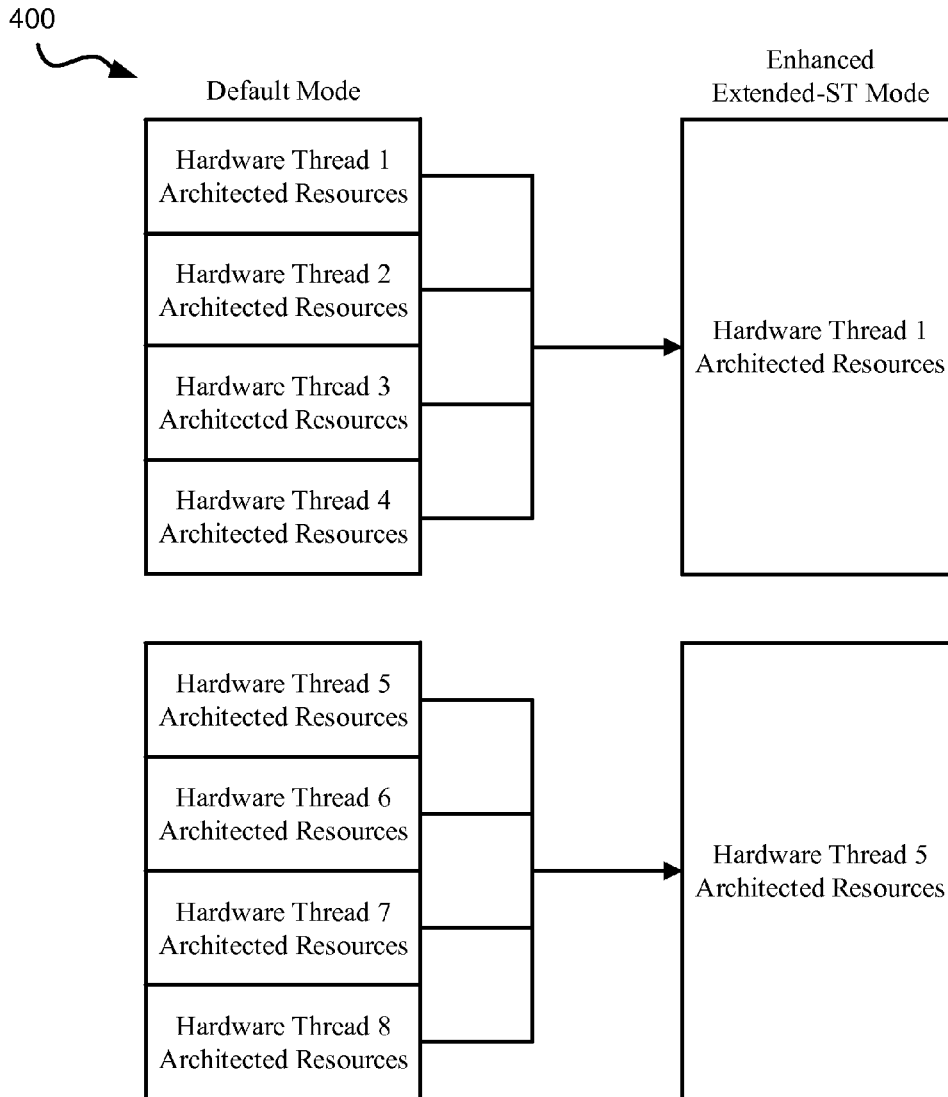 400
Default Mode
Enhanced
Extended-ST Mode
Hardware Thread 1
Architected Resources
Hardware Thread 2
Architected Resources
Hardware Thread 3
Architected Resources
Hardware Thread 4
Architected Resources
Hardware Thread 1
Architected Resources
Hardware Thread 5
Architected Resources
Hardware Thread 6
Architected Resources
Hardware Thread 7
Architected Resources
Hardware Thread 8
Architected Resources
Hardware Thread 5
Architected Resources